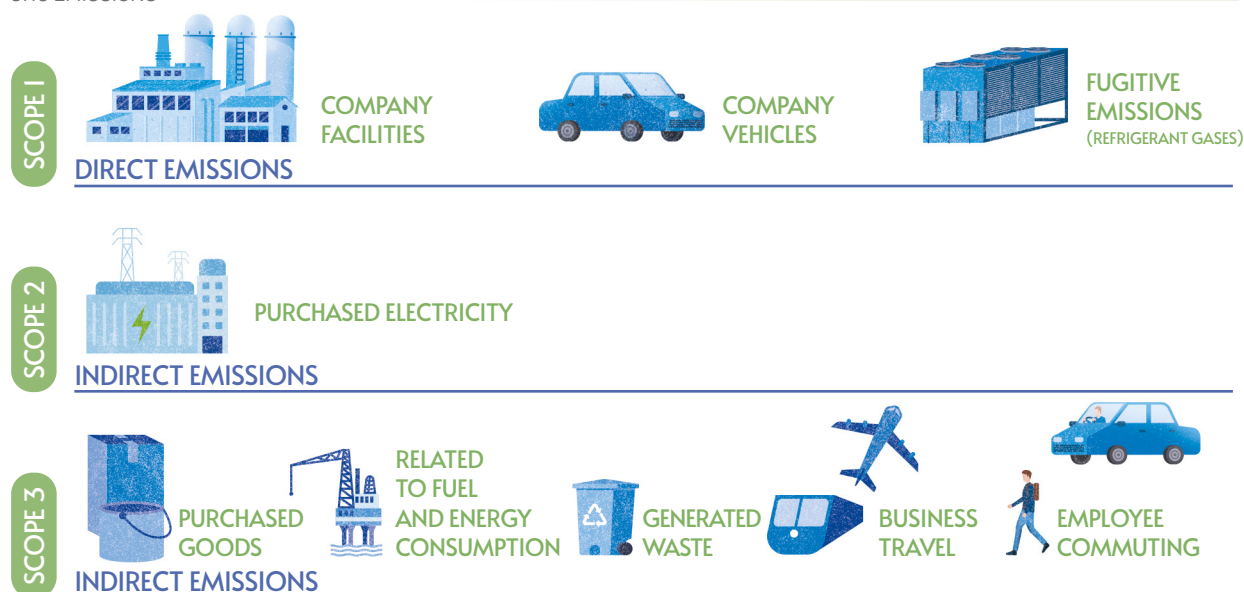 SCOPE 1
COMPANY
FACILITIES
COMPANY
VEHICLES
FUGITIVE
EMISSIONS
(REFRIGERANT GASES)
DIRECT EMISSIONS
SCOPE 2
PURCHASED ELECTRICITY
INDIRECT EMISSIONS
SCOPE 3
PURCHASED
GOODS
RELATED
TO FUEL
AND ENERGY
CONSUMPTION
GENERATED
WASTE
BUSINESS
TRAVEL
EMPLOYEE
COMMUTING
INDIRECT EMISSIONS